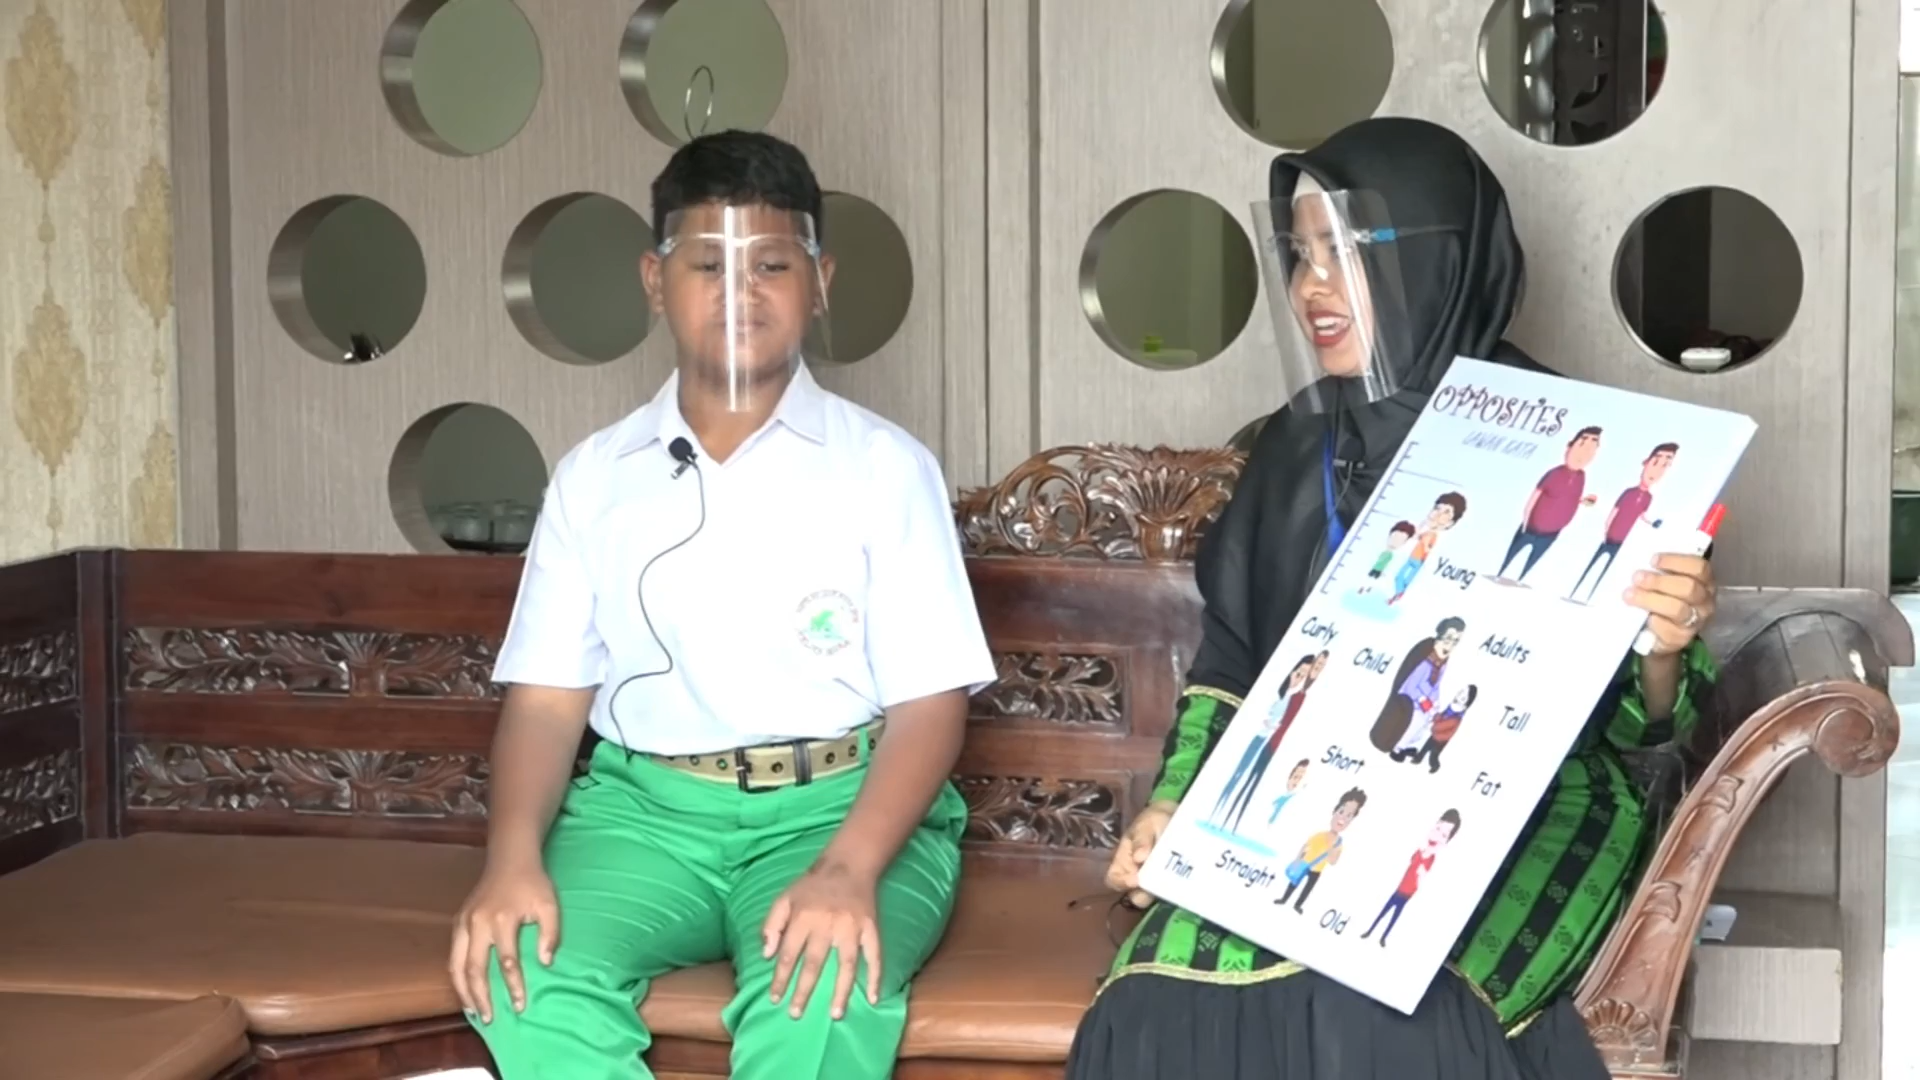 OPPOSITES
LAWAN KATA
Young
Curly
Child
Adults
Tall
Short
Fat
Thin
Straight
Old